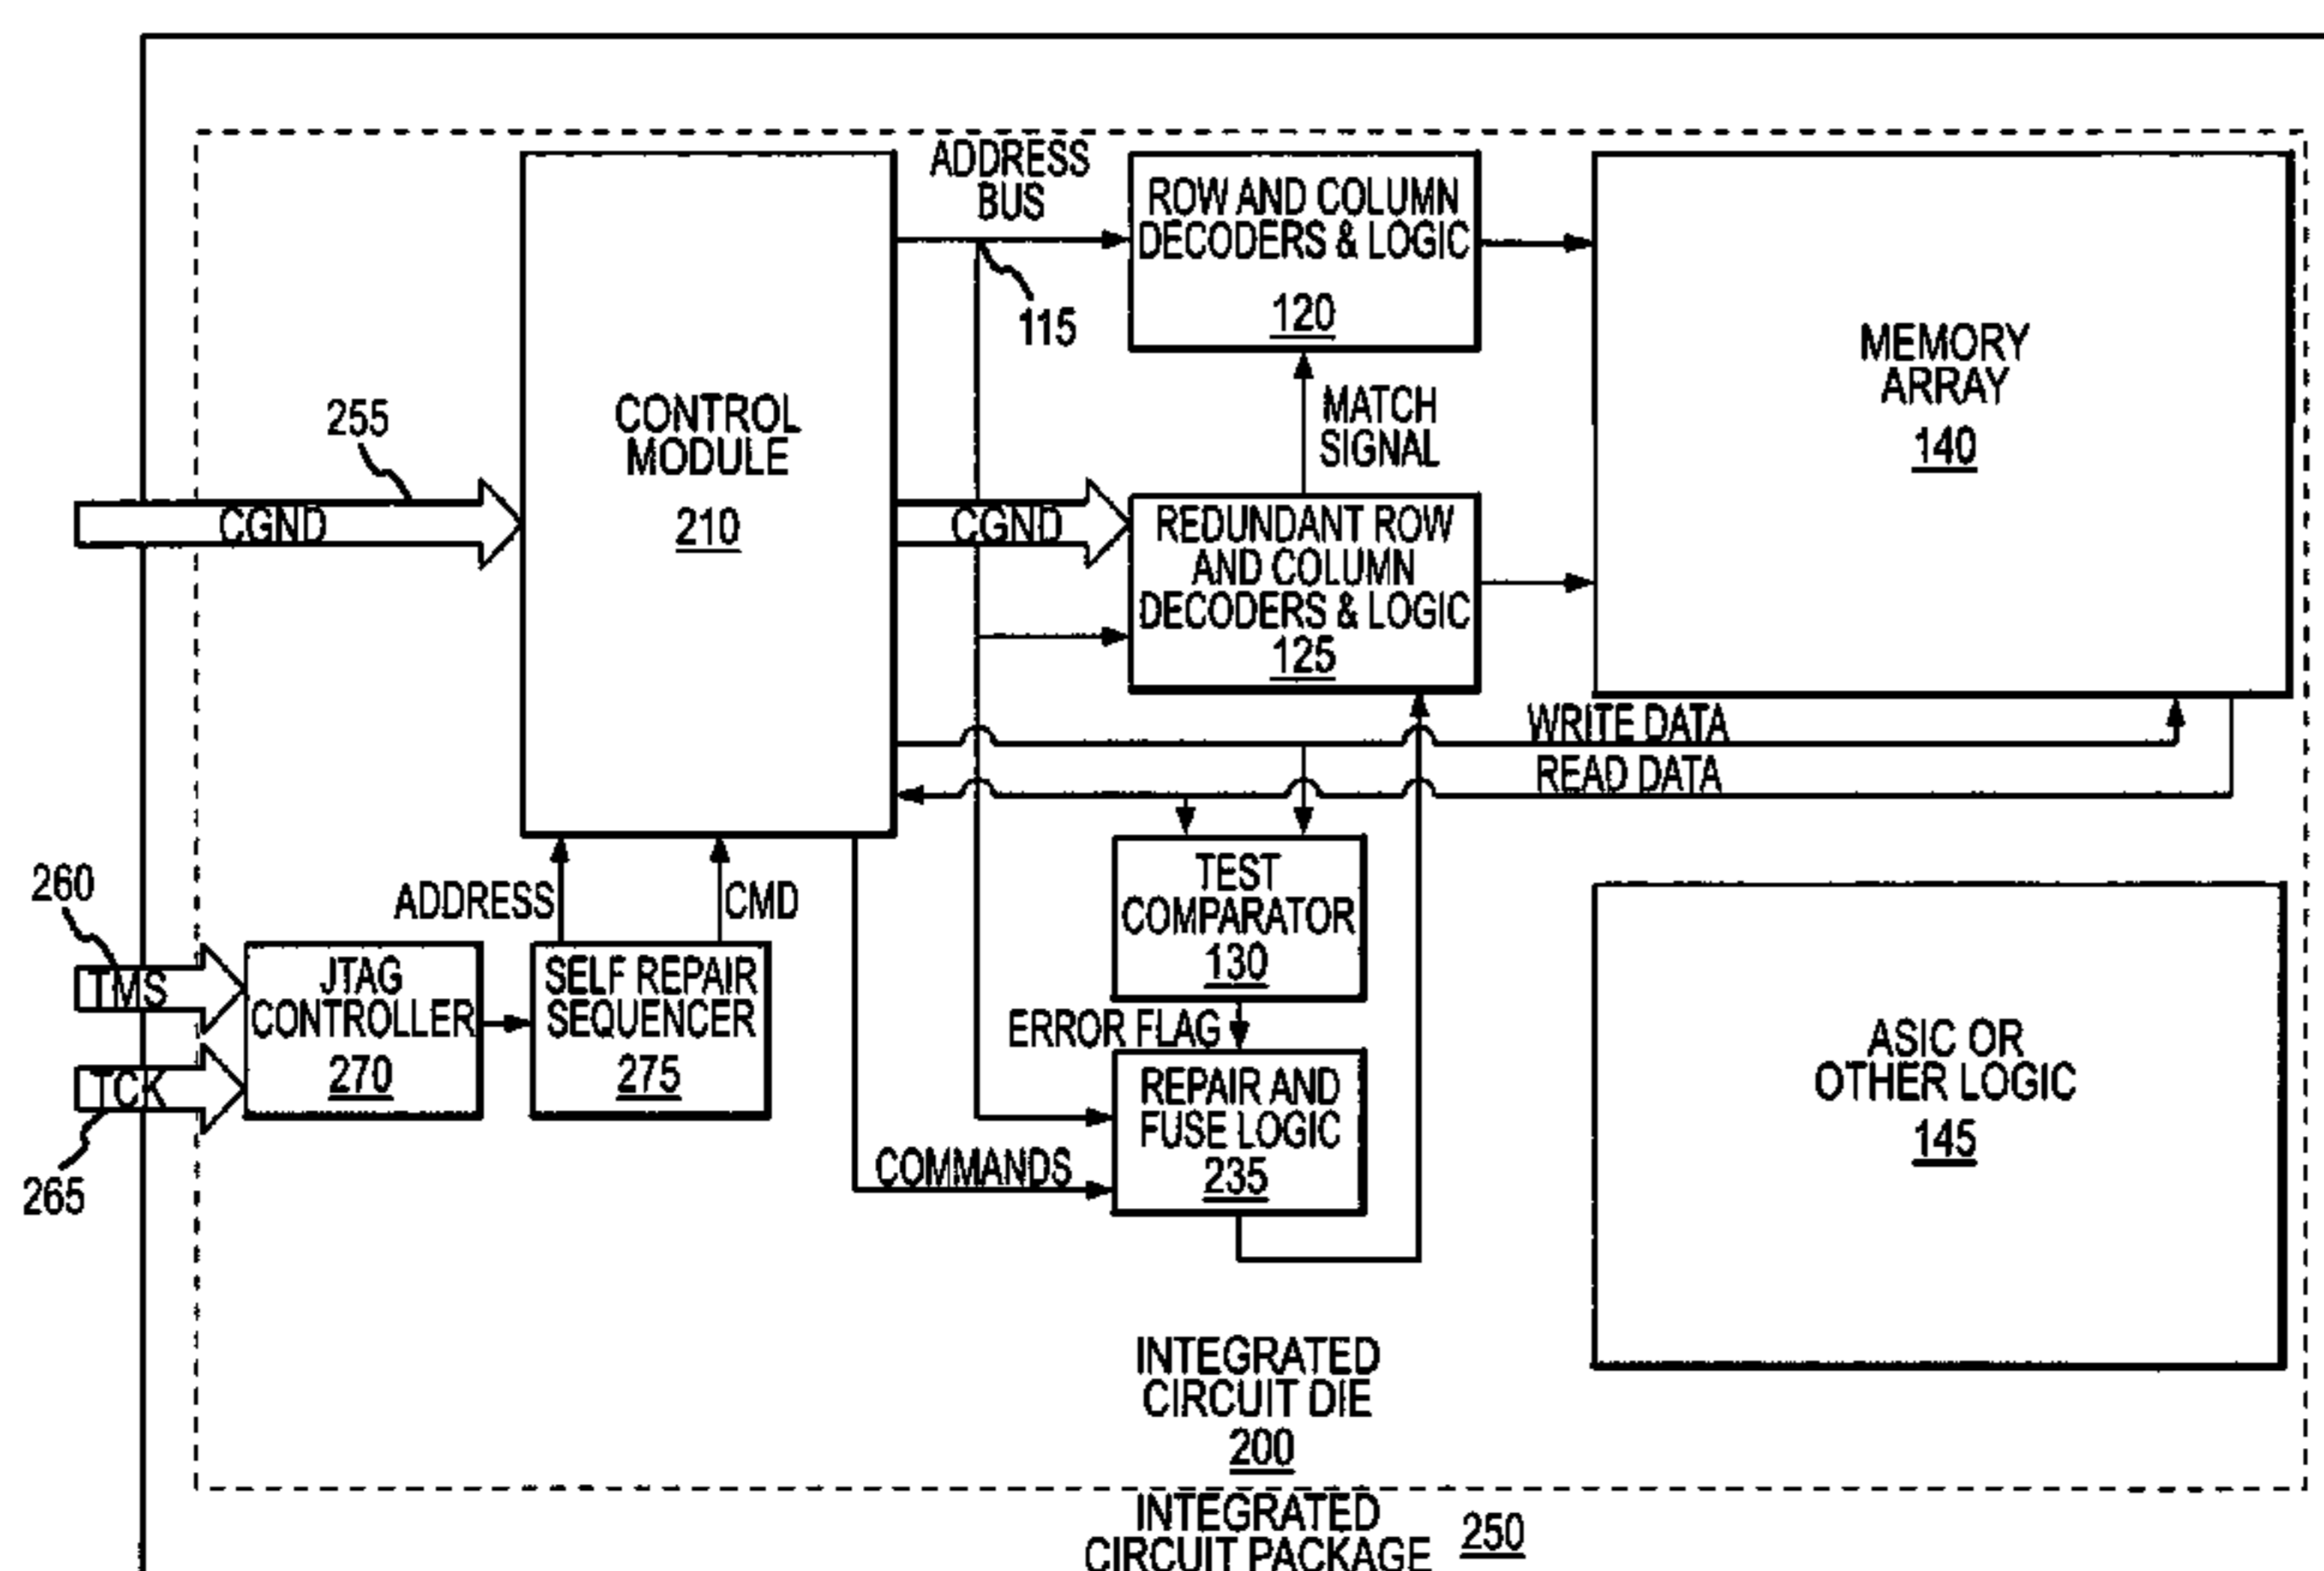 ADDRESS
BUS
115
ROW AND COLUMN
DECODERS & LOGIC
120
MEMORY
ARRAY
140
CONTROL
MODULE
210
255
CGND
CGND
MATCH
SIGNAL
REDUNDANT ROW
AND COLUMN
DECODERS & LOGIC
125
WRITE DATA
READ DATA
260
TMS
TCK
265
ADDRESS
CMD
JTAG
CONTROLLER
270
SELF REPAIR
SEQUENCER
275
TEST
COMPARATOR
130
ERROR FLAG
REPAIR AND
FUSE LOGIC
235
COMMANDS
ASIC OR
OTHER LOGIC
145
INTEGRATED
CIRCUIT DIE
200
INTEGRATED
CIRCUIT PACKAGE 250